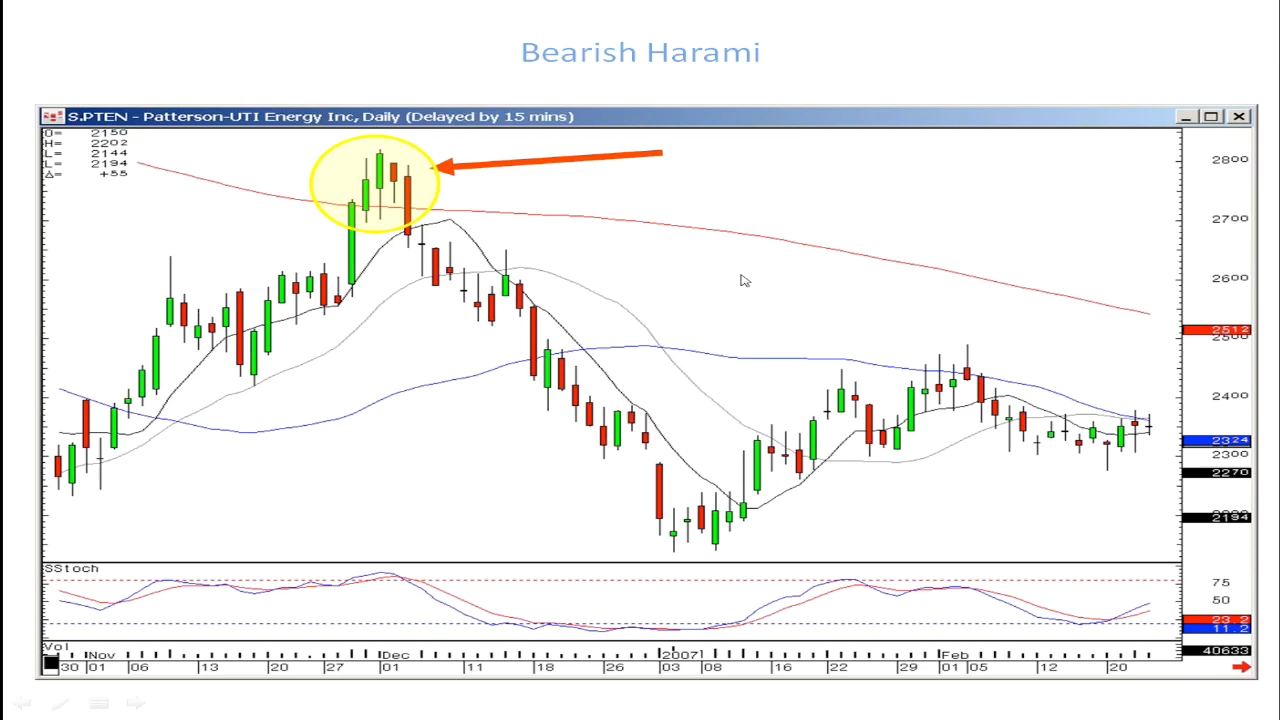 Bearish Harami
S.PTEN - Patterson-UTI Energy Inc, Daily (Delayed by 15 mins)
O= 2150
H= 2202
L= 2144
L= 2194
Δ= +55
2800
2700
2600
2512
2500
2400
2324
2300
2270
2194
SStoch
75
50
23.2
11.2
Vol
40633
Nov Dec 2007 Feb
30 01 06 13 20 27 01 11 18 26 03 08 16 22 29 01 05 12 20